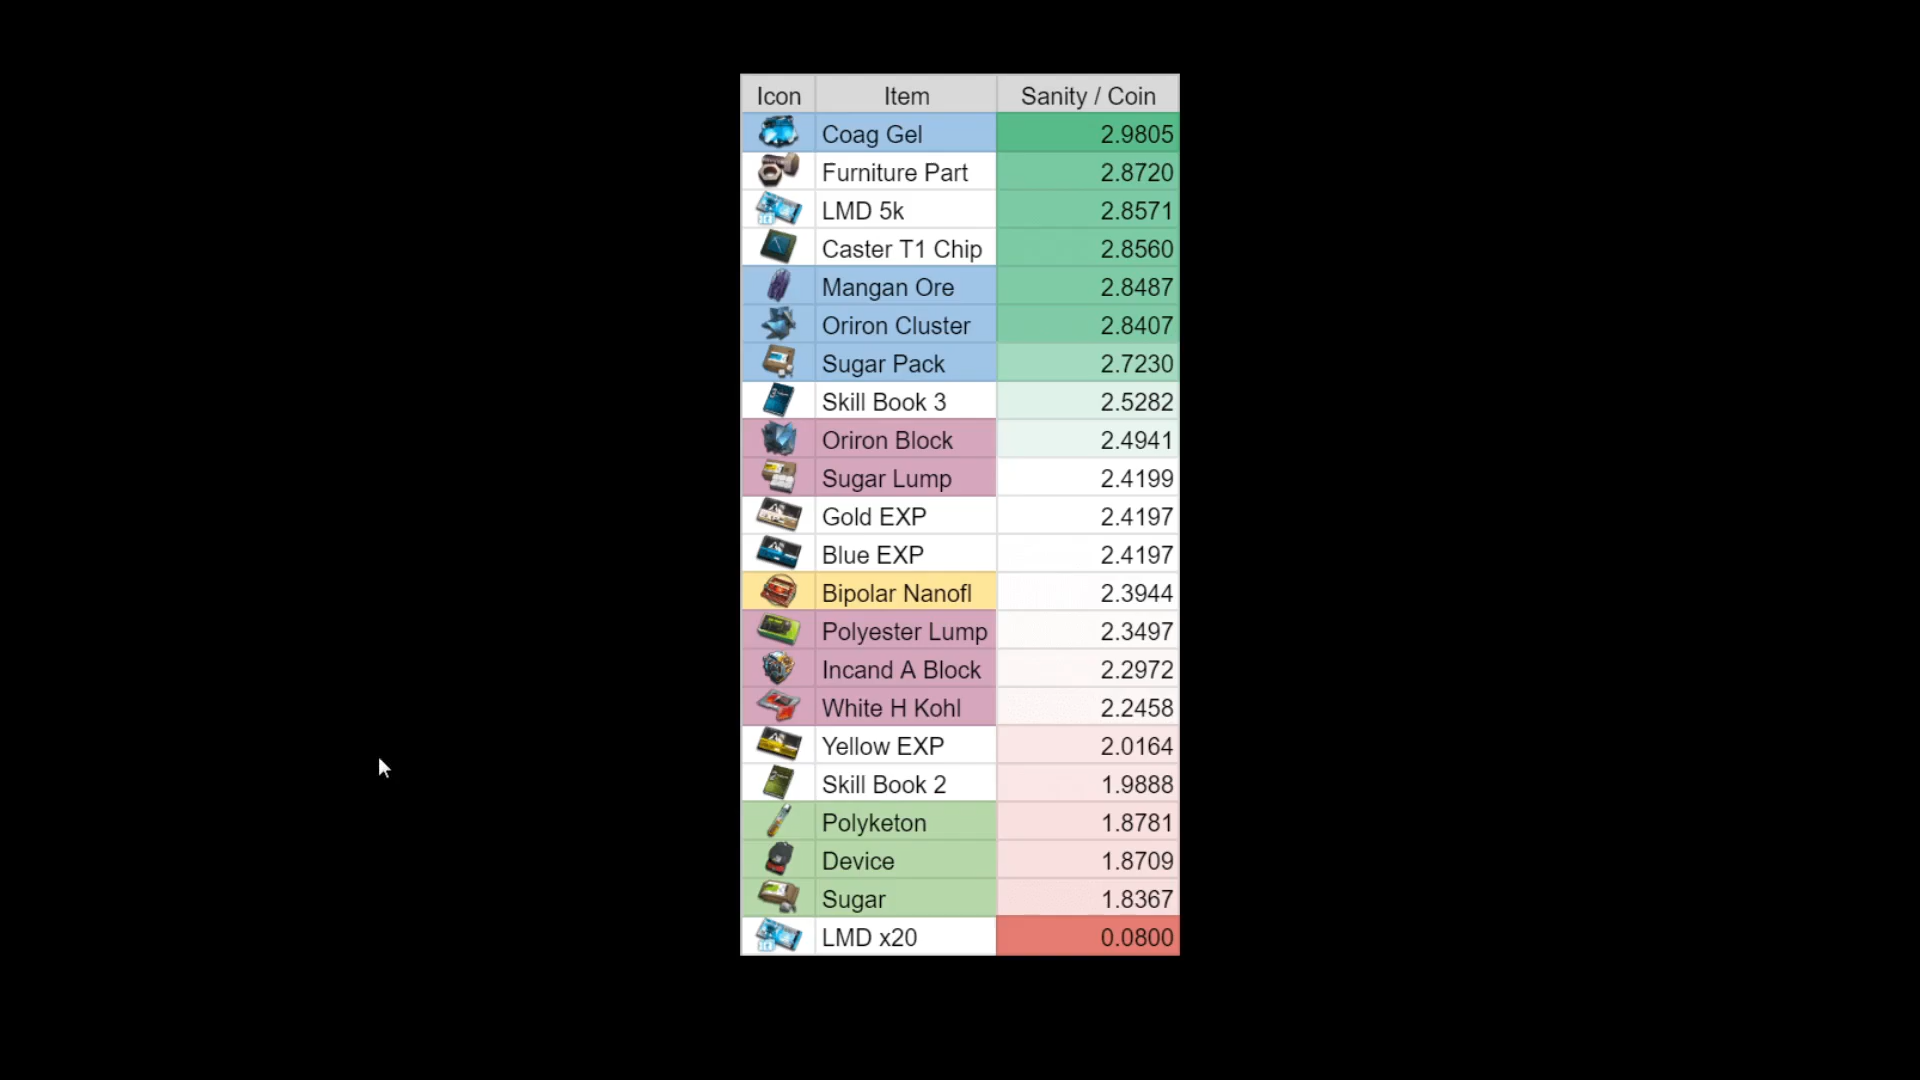 Icon Item Sanity / Coin
Coag Gel 2.9805
Furniture Part 2.8720
LMD 5k 2.8571
Caster T1 Chip 2.8560
Mangan Ore 2.8487
Oriron Cluster 2.8407
Sugar Pack 2.7230
Skill Book 3 2.5282
Oriron Block 2.4941
Sugar Lump 2.4199
Gold EXP 2.4197
Blue EXP 2.4197
Bipolar Nanofl 2.3944
Polyester Lump 2.3497
Incand A Block 2.2972
White H Kohl 2.2458
Yellow EXP 2.0164
Skill Book 2 1.9888
Polyketon 1.8781
Device 1.8709
Sugar 1.8367
LMD x20 0.0800